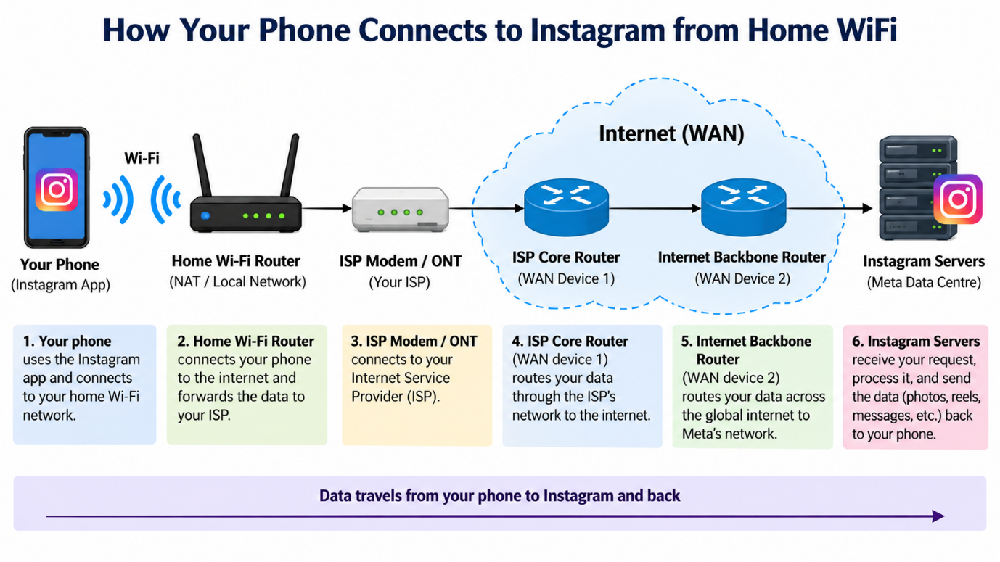 How Your Phone Connects to Instagram from Home WiFi
Internet (WAN)
Wi-Fi
Your Phone
(Instagram App)
Home Wi-Fi Router
(NAT / Local Network)
ISP Modem / ONT
(Your ISP)
ISP Core Router
(WAN Device 1)
Internet Backbone Router
(WAN Device 2)
Instagram Servers
(Meta Data Centre)
1. Your phone
uses the Instagram
app and connects
to your home Wi-Fi
network.
2. Home Wi-Fi Router
connects your phone
to the internet and
forwards the data to
your ISP.
3. ISP Modem / ONT
connects to your
Internet Service
Provider (ISP).
4. ISP Core Router
(WAN device 1)
routes your data
through the ISP's
network to the internet.
5. Internet Backbone
Router
(WAN device 2)
routes your data across
the global internet to
Meta's network.
6. Instagram Servers
receive your request,
process it, and send
the data (photos, reels,
messages, etc.) back
to your phone.
Data travels from your phone to Instagram and back